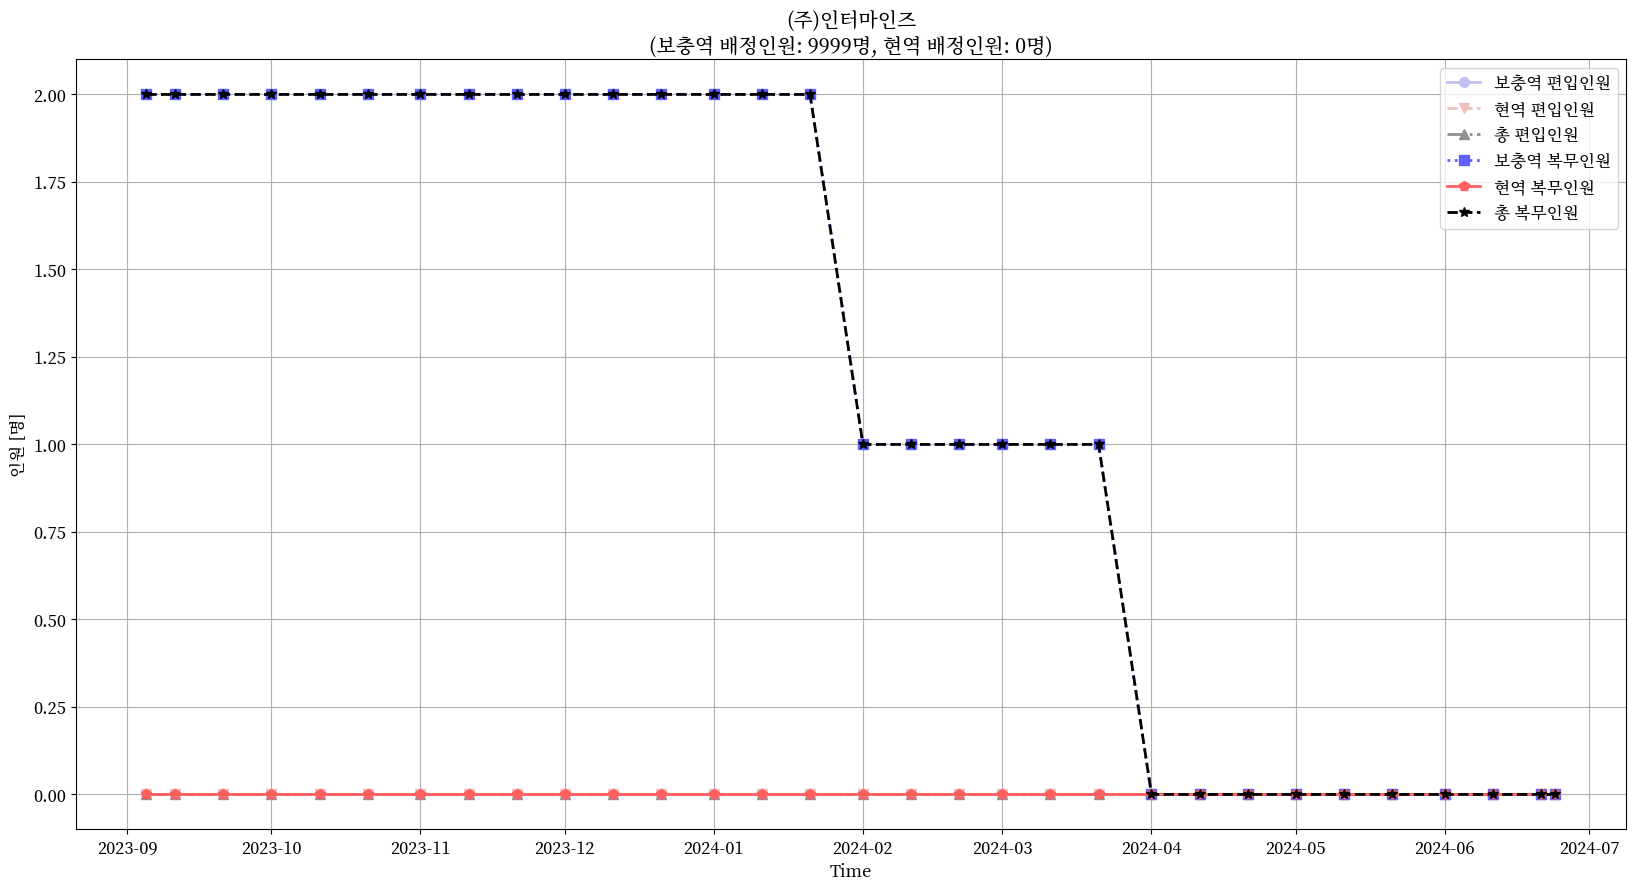 (주)인터마인즈
(보충역 배정인원: 9999명, 현역 배정인원: 0명)
보충역 편입인원
현역 편입인원
총 편입인원
보충역 복무인원
현역 복무인원
총 복무인원
인원 [명]
2.00
1.75
1.50
1.25
1.00
0.75
0.50
0.25
0.00
2023-09 2023-10 2023-11 2023-12 2024-01 2024-02 2024-03 2024-04 2024-05 2024-06 2024-07
Time